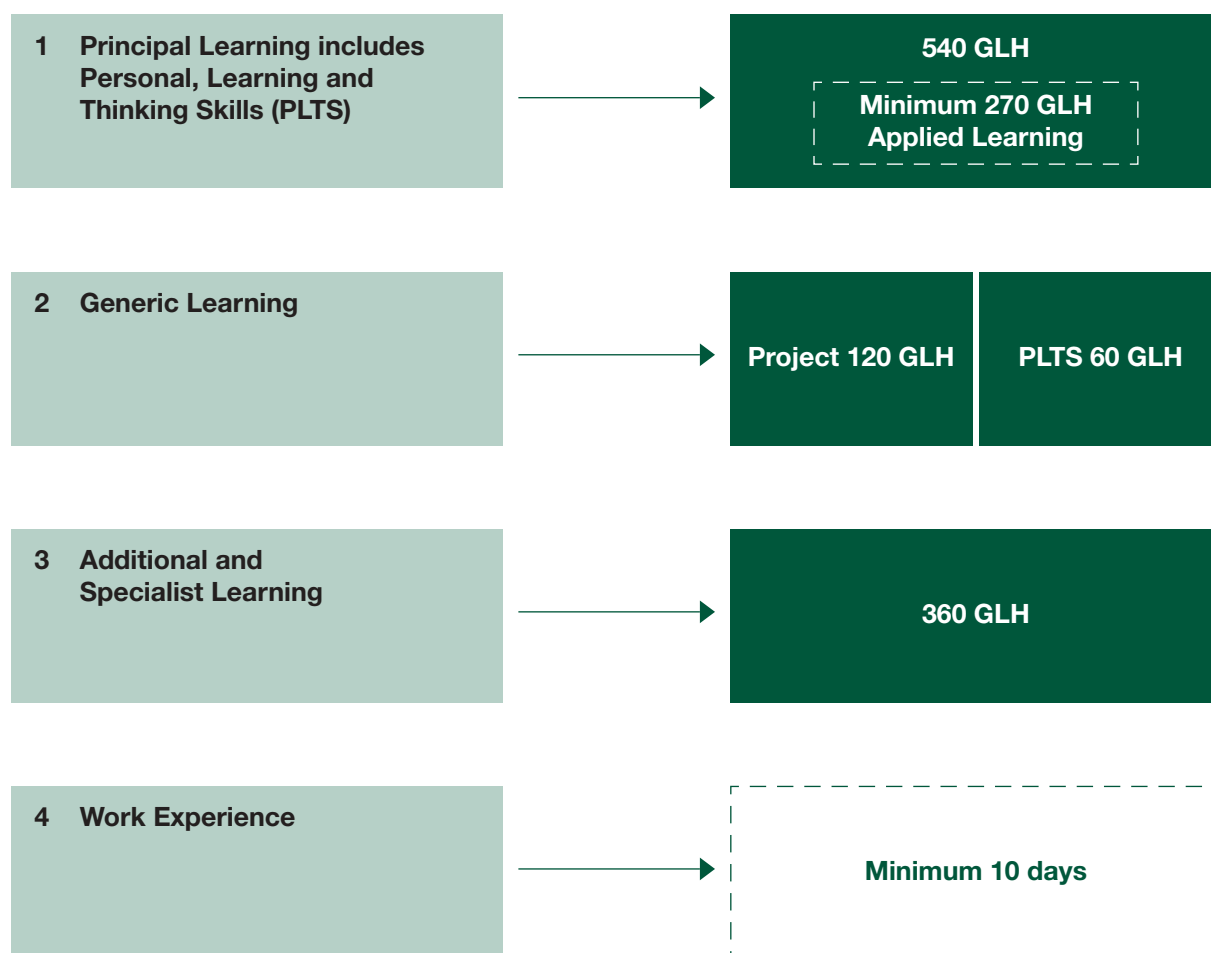 1 Principal Learning includes
Personal, Learning and
Thinking Skills (PLTS)
540 GLH
Minimum 270 GLH
Applied Learning
2 Generic Learning
Project 120 GLH
PLTS 60 GLH
3 Additional and
Specialist Learning
360 GLH
4 Work Experience
Minimum 10 days